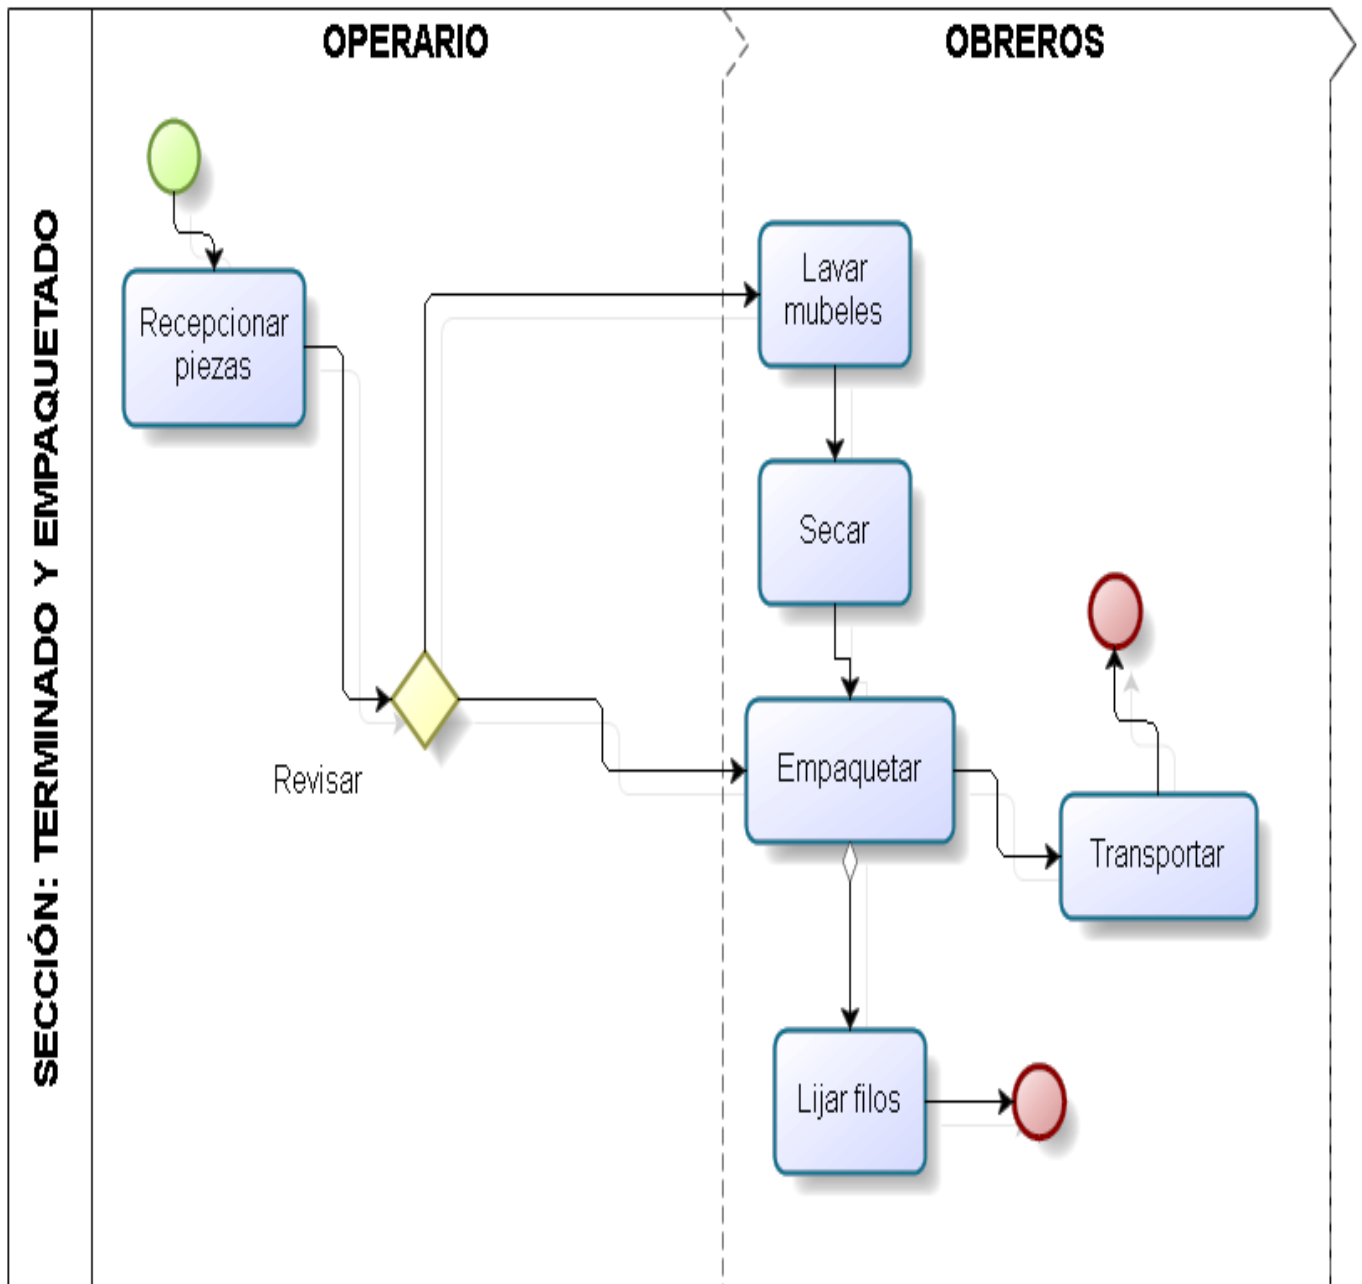 OPERARIO
OBREROS
SECCIÓN: TERMINADO Y EMPAQUETADO
Recepcionar
piezas
Lavar
mubeles
Secar
Revisar
Empaquetar
Transportar
Lijar filos